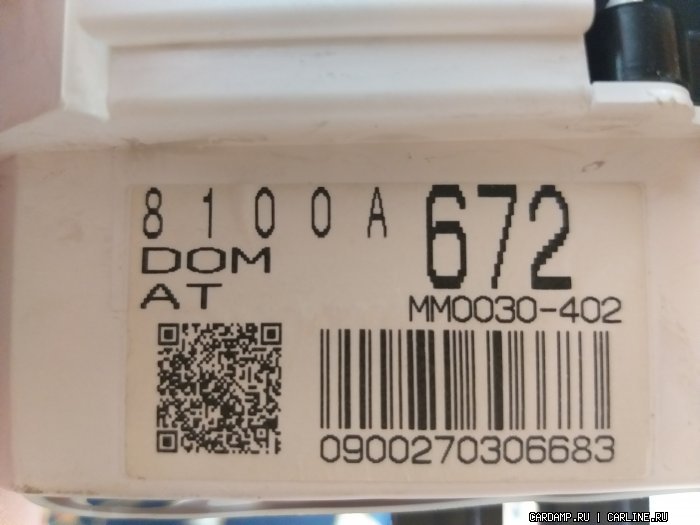 8100A 672
DOM
AT
MM0030-402
0900270306683
CARDAMP.RU | CARLINE.RU